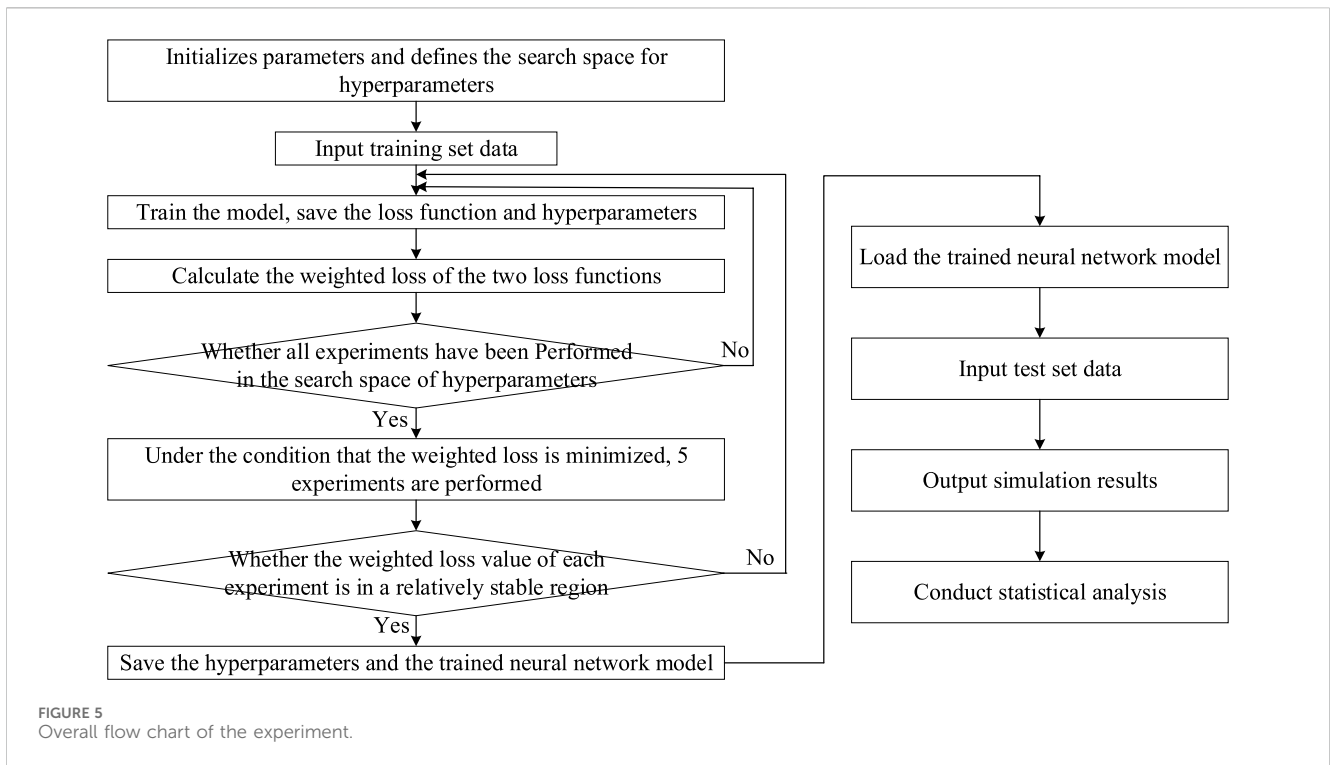 Initializes parameters and defines the search space for
hyperparameters
Input training set data
Train the model, save the loss function and hyperparameters
Calculate the weighted loss of the two loss functions
Whether all experiments have been Performed
in the search space of hyperparameters
No
Yes
Under the condition that the weighted loss is minimized, 5
experiments are performed
Whether the weighted loss value of each
experiment is in a relatively stable region
No
Yes
Save the hyperparameters and the trained neural network model
Load the trained neural network model
Input test set data
Output simulation results
Conduct statistical analysis
FIGURE 5
Overall flow chart of the experiment.